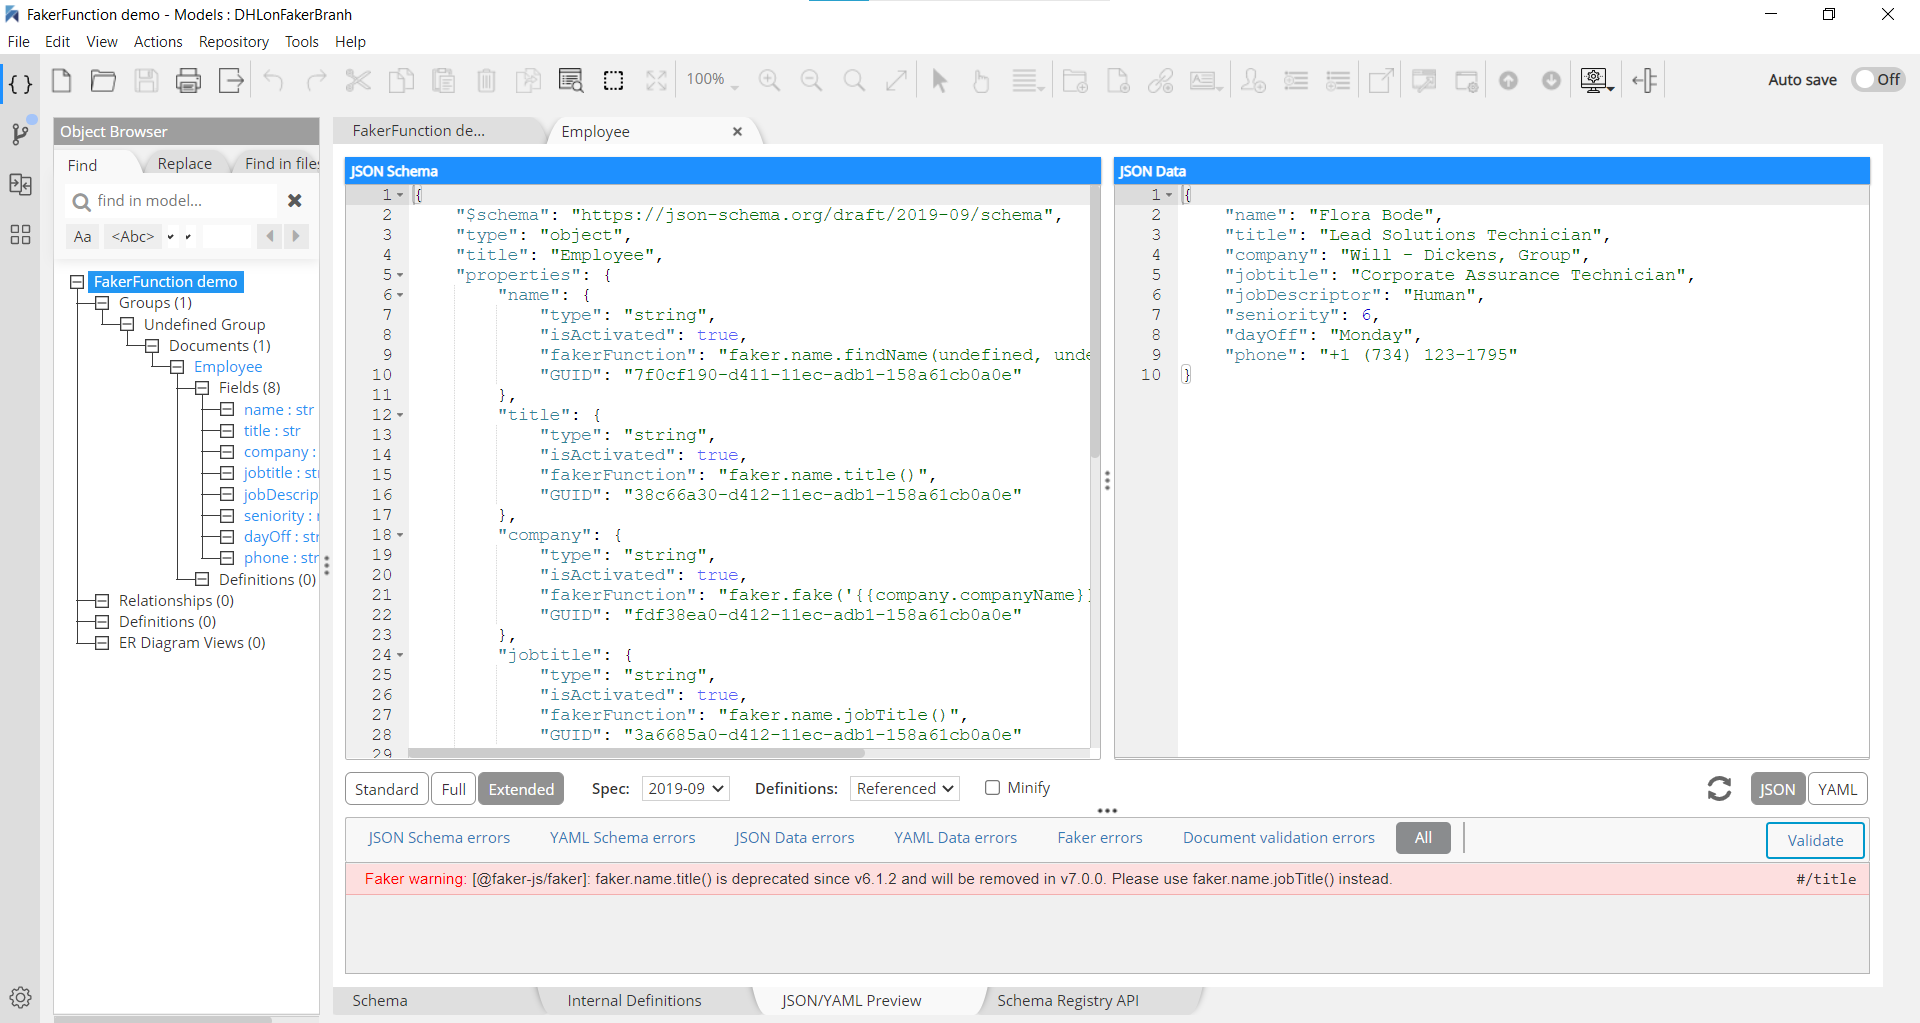 FakerFunction demo - Models : DHLonFakerBranh
File Edit View Actions Repository Tools Help
100%
Auto save Off
Object Browser
Find Replace Find in files
find in model...
Aa <Abc>
FakerFunction demo
Groups (1)
Undefined Group
Documents (1)
Employee
Fields (8)
name : str
title : str
company :
jobtitle : st
jobDescrip
seniority :
dayOff : str
phone : str
Definitions (0)
Relationships (0)
Definitions (0)
ER Diagram Views (0)
FakerFunction de... Employee
JSON Schema
1 {
2 "$schema": "https://json-schema.org/draft/2019-09/schema",
3 "type": "object",
4 "title": "Employee",
5 "properties": {
6 "name": {
7 "type": "string",
8 "isActivated": true,
9 "fakerFunction": "faker.name.findName(undefined, unde
10 "GUID": "7f0cf190-d411-11ec-adb1-158a61cb0a0e"
11 },
12 "title": {
13 "type": "string",
14 "isActivated": true,
15 "fakerFunction": "faker.name.title()",
16 "GUID": "38c66a30-d412-11ec-adb1-158a61cb0a0e"
17 },
18 "company": {
19 "type": "string",
20 "isActivated": true,
21 "fakerFunction": "faker.fake('{{company.companyName}}
22 "GUID": "fdf38ea0-d412-11ec-adb1-158a61cb0a0e"
23 },
24 "jobtitle": {
25 "type": "string",
26 "isActivated": true,
27 "fakerFunction": "faker.name.jobTitle()",
28 "GUID": "3a6685a0-d412-11ec-adb1-158a61cb0a0e"
29
JSON Data
1 {
2 "name": "Flora Bode",
3 "title": "Lead Solutions Technician",
4 "company": "Will - Dickens, Group",
5 "jobtitle": "Corporate Assurance Technician",
6 "jobDescriptor": "Human",
7 "seniority": 6,
8 "dayOff": "Monday",
9 "phone": "+1 (734) 123-1795"
10 }
Standard Full Extended Spec: 2019-09 Definitions: Referenced Minify JSON YAML
JSON Schema errors YAML Schema errors JSON Data errors YAML Data errors Faker errors Document validation errors All Validate
Faker warning: [@faker-js/faker]: faker.name.title() is deprecated since v6.1.2 and will be removed in v7.0.0. Please use faker.name.jobTitle() instead. #/title
Schema Internal Definitions JSON/YAML Preview Schema Registry API